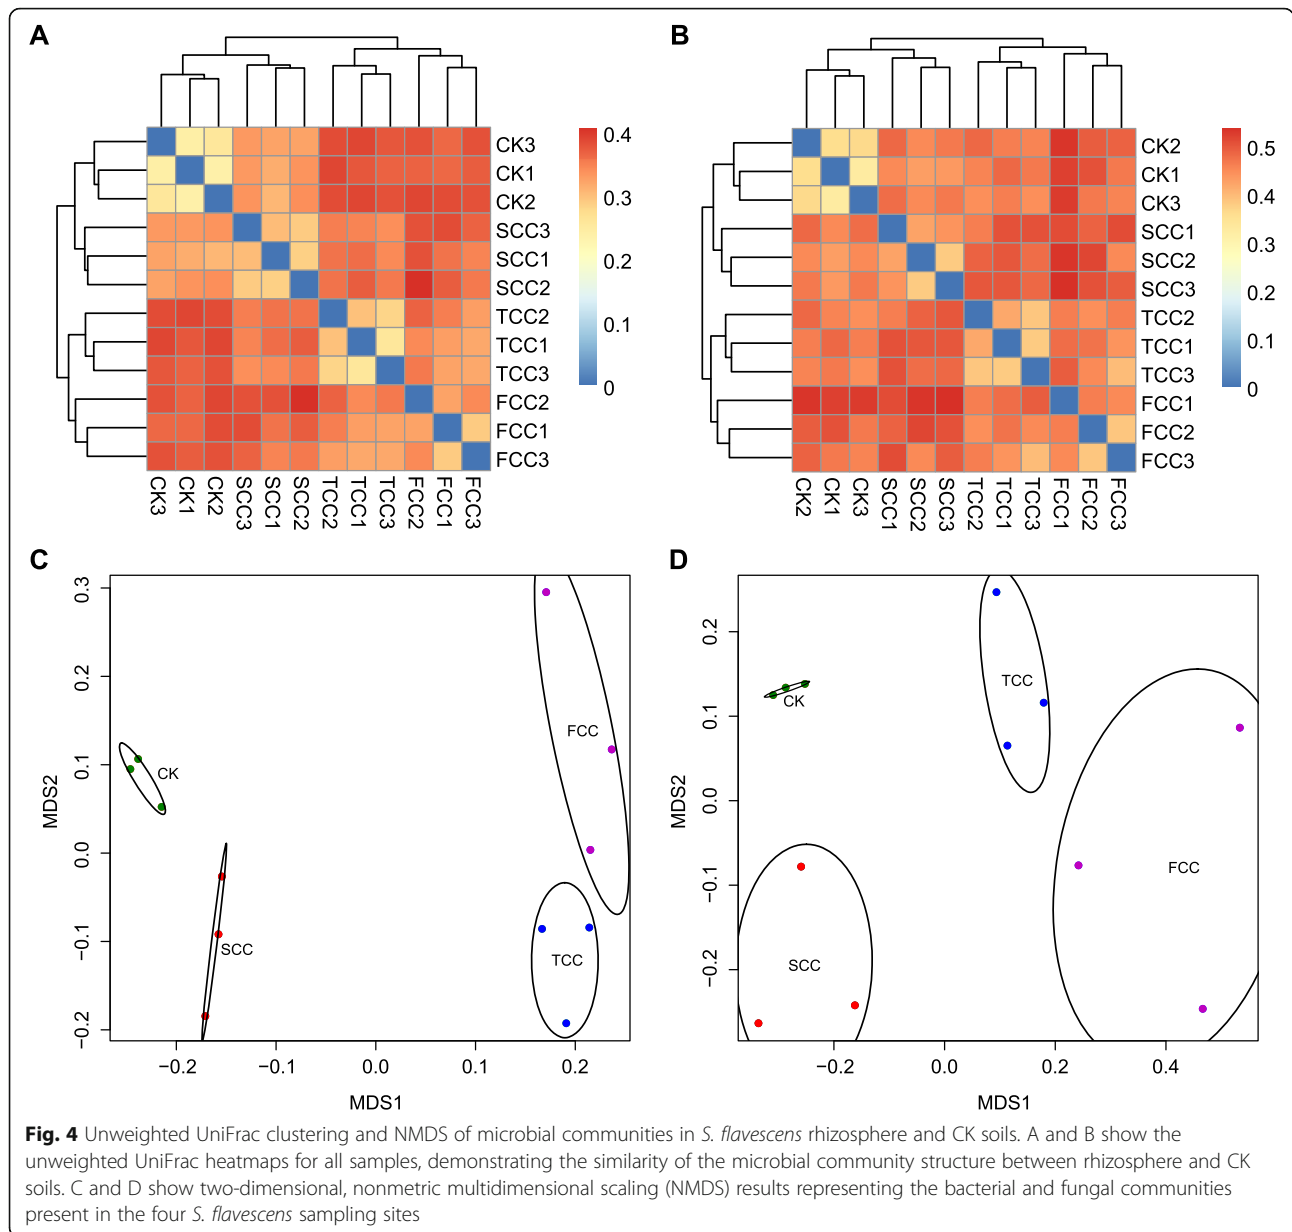 A
B
CK3
CK1
CK2
SCC3
SCC1
SCC2
TCC2
TCC1
TCC3
FCC2
FCC1
FCC3
0.4
0.3
0.2
0.1
0
CK3 CK1 CK2 SCC3 SCC1 SCC2 TCC2 TCC1 TCC3 FCC2 FCC1 FCC3
CK2
CK1
CK3
SCC1
SCC2
SCC3
TCC2
TCC1
TCC3
FCC1
FCC2
FCC3
0.5
0.4
0.3
0.2
0.1
0
CK2 CK1 CK3 SCC1 SCC2 SCC3 TCC2 TCC1 TCC3 FCC1 FCC2 FCC3
C
MDS2
0.3
0.2
0.1
0.0
−0.1
−0.2
FCC
CK
SCC
TCC
−0.2 −0.1 0.0 0.1 0.2
MDS1
D
MDS2
0.2
0.1
0.0
−0.1
−0.2
TCC
CK
FCC
SCC
−0.2 0.0 0.2 0.4
MDS1
Fig. 4 Unweighted UniFrac clustering and NMDS of microbial communities in S. flavescens rhizosphere and CK soils. A and B show the
unweighted UniFrac heatmaps for all samples, demonstrating the similarity of the microbial community structure between rhizosphere and CK
soils. C and D show two-dimensional, nonmetric multidimensional scaling (NMDS) results representing the bacterial and fungal communities
present in the four S. flavescens sampling sites